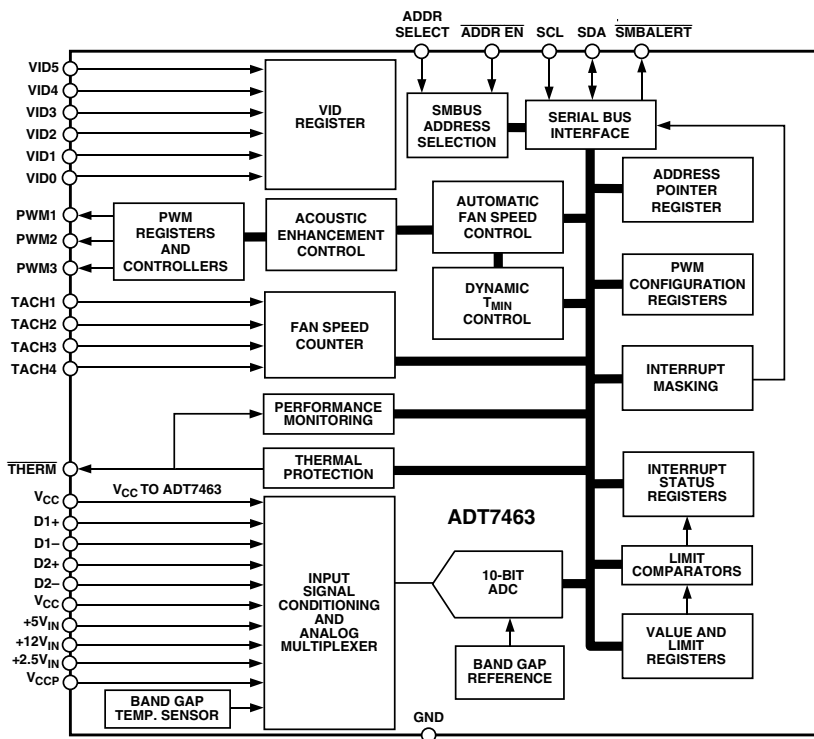 ADDR
SELECT
ADDR EN
SCL
SDA
SMBALERT
VID5
VID4
VID3
VID2
VID1
VID0
VID
REGISTER
SMBUS
ADDRESS
SELECTION
SERIAL BUS
INTERFACE
ADDRESS
POINTER
REGISTER
PWM1
PWM2
PWM3
PWM
REGISTERS
AND
CONTROLLERS
ACOUSTIC
ENHANCEMENT
CONTROL
AUTOMATIC
FAN SPEED
CONTROL
DYNAMIC
TMIN
CONTROL
PWM
CONFIGURATION
REGISTERS
TACH1
TACH2
TACH3
TACH4
FAN SPEED
COUNTER
INTERRUPT
MASKING
PERFORMANCE
MONITORING
THERM
THERMAL
PROTECTION
INTERRUPT
STATUS
REGISTERS
VCC
VCC TO ADT7463
D1+
D1–
D2+
D2–
VCC
+5VIN
+12VIN
+2.5VIN
VCCP
INPUT
SIGNAL
CONDITIONING
AND
ANALOG
MULTIPLEXER
ADT7463
10-BIT
ADC
LIMIT
COMPARATORS
VALUE AND
LIMIT
REGISTERS
BAND GAP
REFERENCE
BAND GAP
TEMP. SENSOR
GND